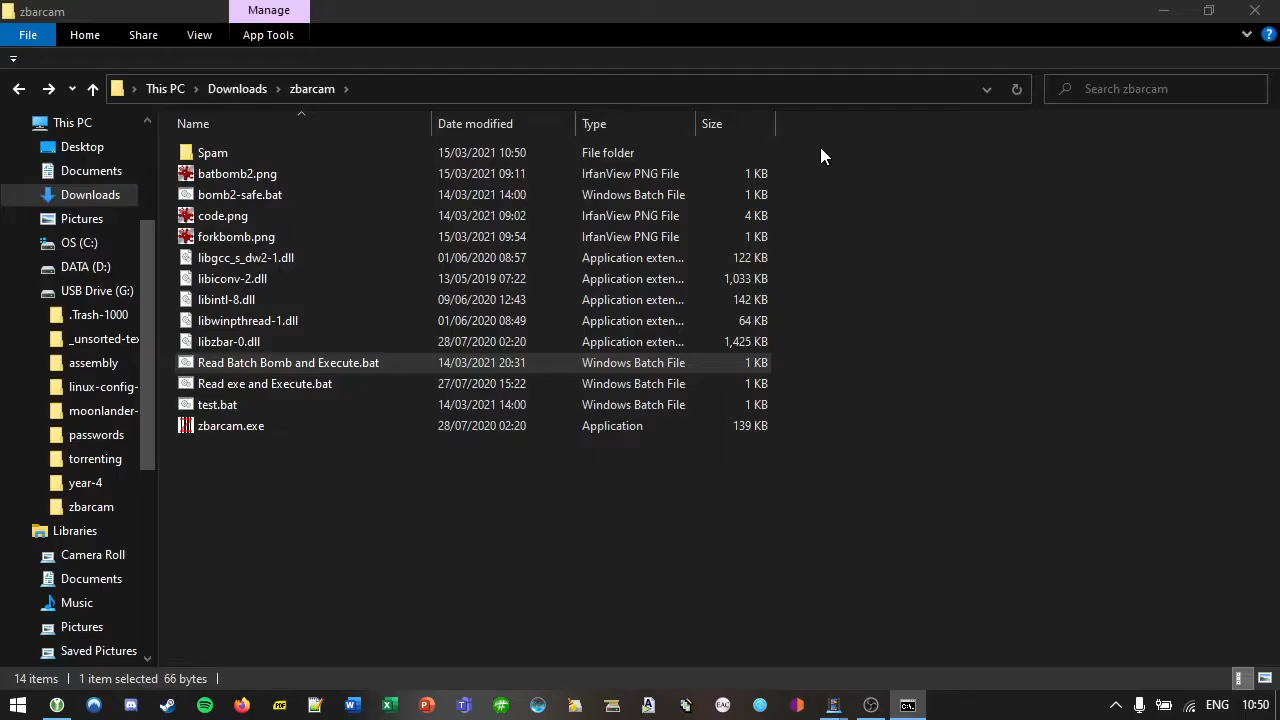 zbarcam
Manage
File Home Share View App Tools
This PC Downloads zbarcam
Search zbarcam
Name Date modified Type Size
This PC
Desktop
Documents
Downloads
Pictures
OS (C:)
DATA (D:)
USB Drive (G:)
.Trash-1000
_unsorted-te
assembly
linux-config-
moonlander-
passwords
torrenting
year-4
zbarcam
Libraries
Camera Roll
Documents
Music
Pictures
Saved Pictures
Spam 15/03/2021 10:50 File folder
batbomb2.png 15/03/2021 09:11 IrfanView PNG File 1 KB
bomb2-safe.bat 14/03/2021 14:00 Windows Batch File 1 KB
code.png 14/03/2021 09:02 IrfanView PNG File 4 KB
forkbomb.png 15/03/2021 09:54 IrfanView PNG File 1 KB
libgcc_s_dw2-1.dll 01/06/2020 08:57 Application exten... 122 KB
libiconv-2.dll 13/05/2019 07:22 Application exten... 1,033 KB
libintl-8.dll 09/06/2020 12:43 Application exten... 142 KB
libwinpthread-1.dll 01/06/2020 08:49 Application exten... 64 KB
libzbar-0.dll 28/07/2020 02:20 Application exten... 1,425 KB
Read Batch Bomb and Execute.bat 14/03/2021 20:31 Windows Batch File 1 KB
Read exe and Execute.bat 27/07/2020 15:22 Windows Batch File 1 KB
test.bat 14/03/2021 14:00 Windows Batch File 1 KB
zbarcam.exe 28/07/2020 02:20 Application 139 KB
14 items 1 item selected 66 bytes
ENG 10:50